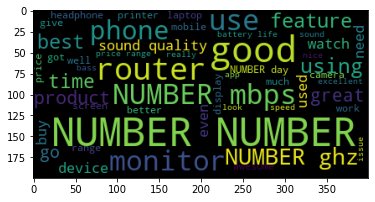 0
headphone printer laptop
give phone mobile use feature
25
best battery life sound
sound quality watch need
50
price got well price range really good using
bass
time router NUMBER day app camera
75
much excellent
product screen NUMBER mbps used nice great
100
better display look speed work
buy even
125
NUMBER NUMBER
150
go range monitor NUMBER ghz issue
175
device
0 50 100 150 200 250 300 350